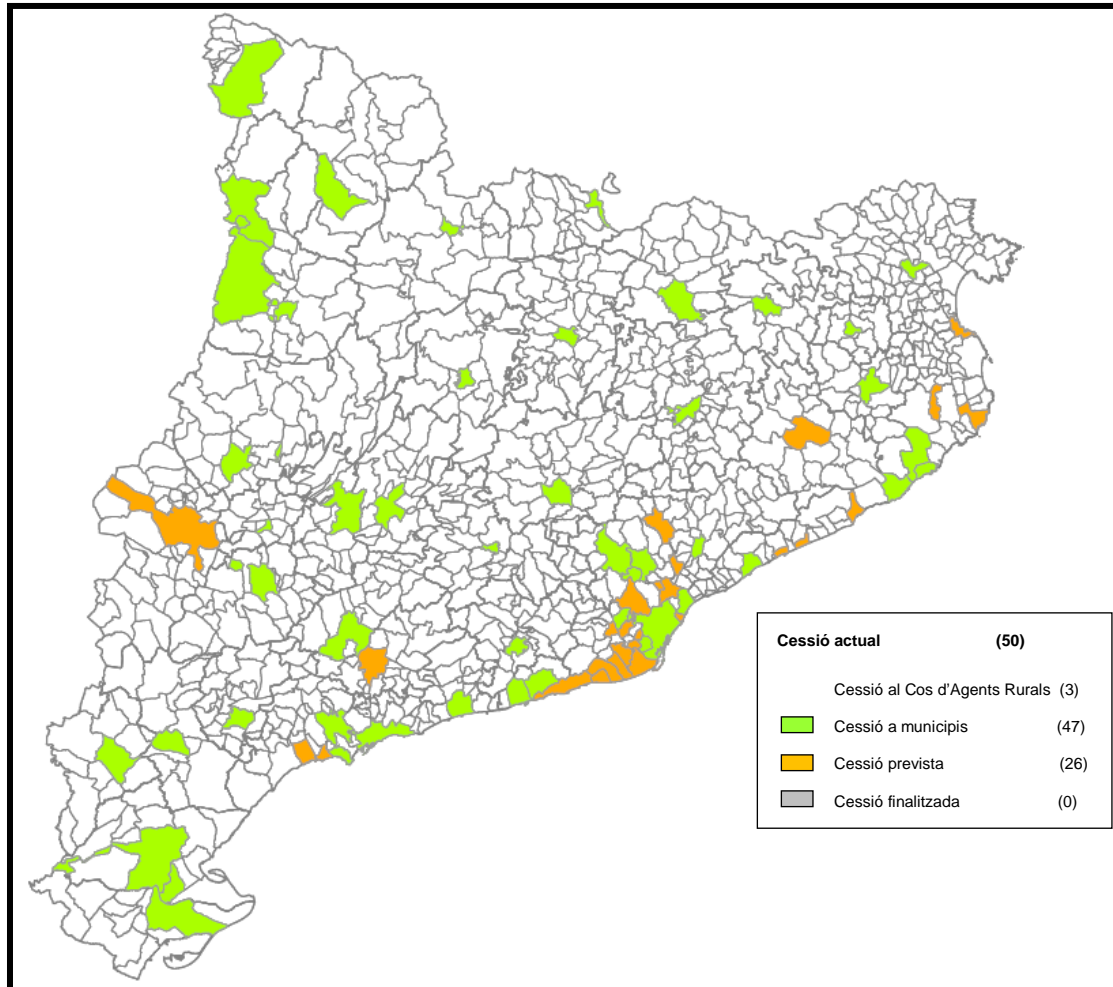 Cessió actual (50)
Cessió al Cos d'Agents Rurals (3)
Cessió a municipis (47)
Cessió prevista (26)
Cessió finalitzada (0)